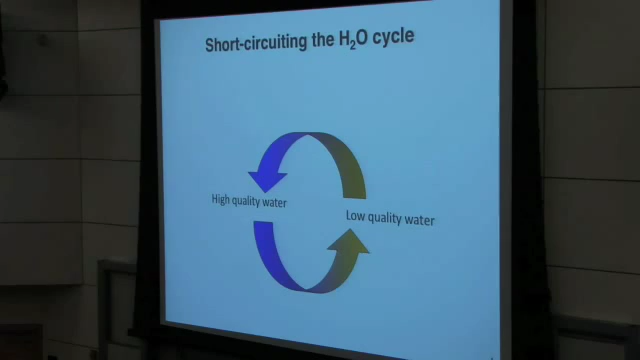 Short-circuiting the H₂O cycle
High quality water
Low quality water